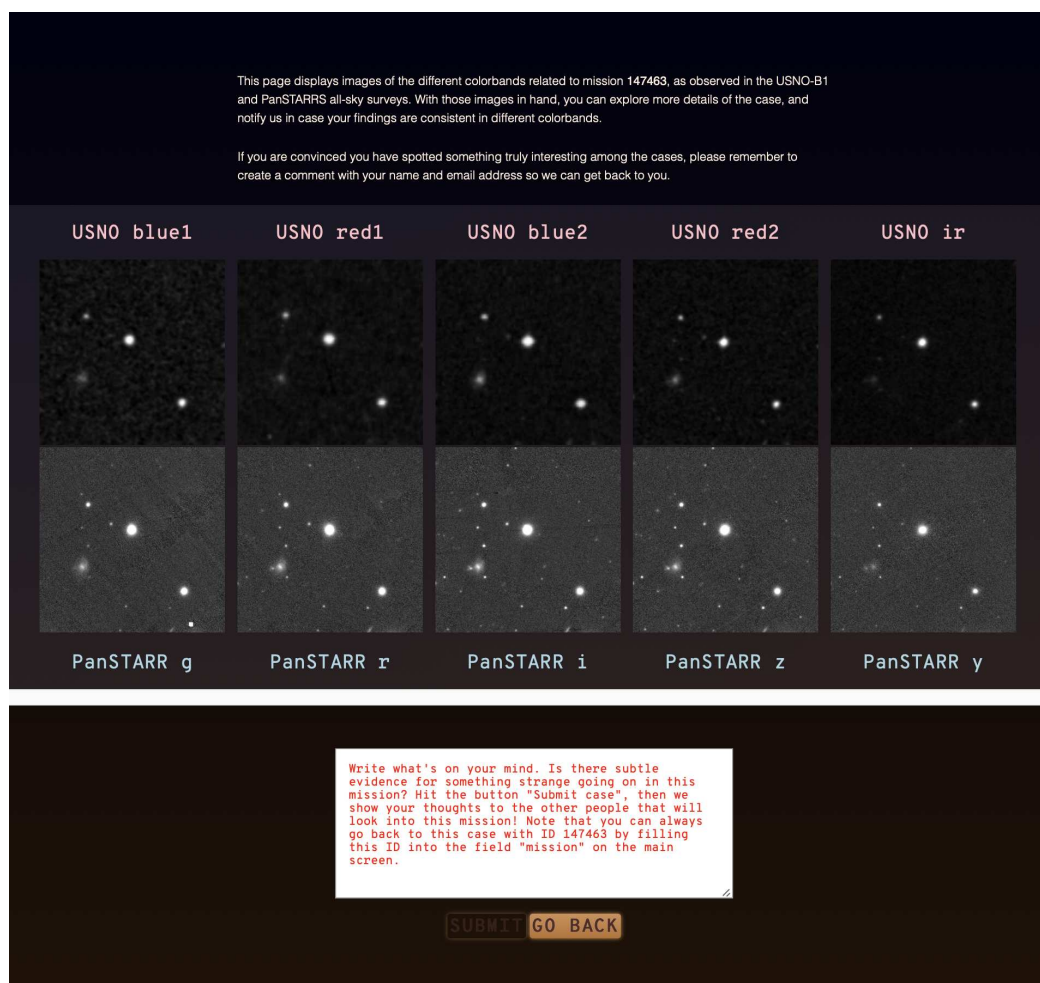 This page displays images of the different colorbands related to mission 147463, as observed in the USNO-B1
and PanSTARRS all-sky surveys. With those images in hand, you can explore more details of the case, and
notify us in case your findings are consistent in different colorbands.
If you are convinced you have spotted something truly interesting among the cases, please remember to
create a comment with your name and email address so we can get back to you.
USNO blue1 USNO red1 USNO blue2 USNO red2 USNO ir
PanSTARR g PanSTARR r PanSTARR i PanSTARR z PanSTARR y
Write what's on your mind. Is there subtle
evidence for something strange going on in this
mission? Hit the button "Submit case", then we
show your thoughts to the other people that will
look into this mission! Note that you can always
go back to this case with ID 147463 by filling
this ID into the field "mission" on the main
screen.
SUBMIT GO BACK